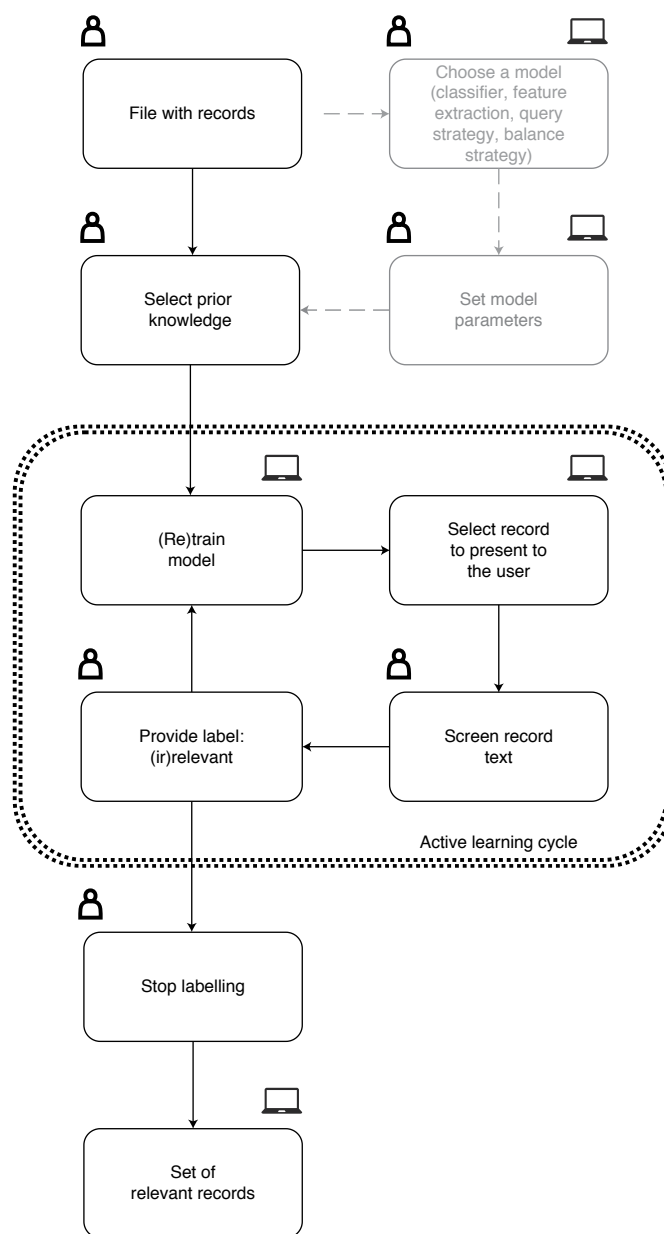 File with records
Choose a model
(classifier, feature
extraction, query
strategy, balance
strategy)
Select prior
knowledge
Set model
parameters
(Re)train
model
Select record
to present to
the user
Provide label:
(ir)relevant
Screen record
text
Active learning cycle
Stop labelling
Set of
relevant records